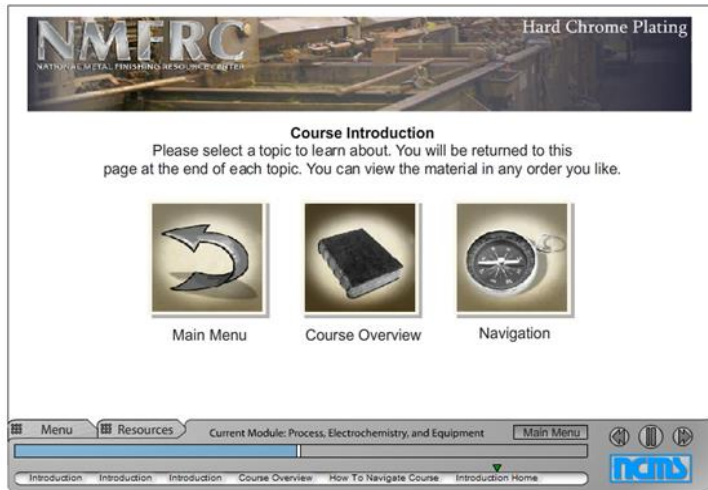 NMFRC
NATIONAL METAL FINISHING RESOURCE CENTER
Hard Chrome Plating
Course Introduction
Please select a topic to learn about. You will be returned to this
page at the end of each topic. You can view the material in any order you like.
Main Menu
Course Overview
Navigation
Menu
Resources
Current Module: Process, Electrochemistry, and Equipment
Main Menu
Introduction
Introduction
Introduction
Course Overview
How To Navigate Course
Introduction Home
ncms